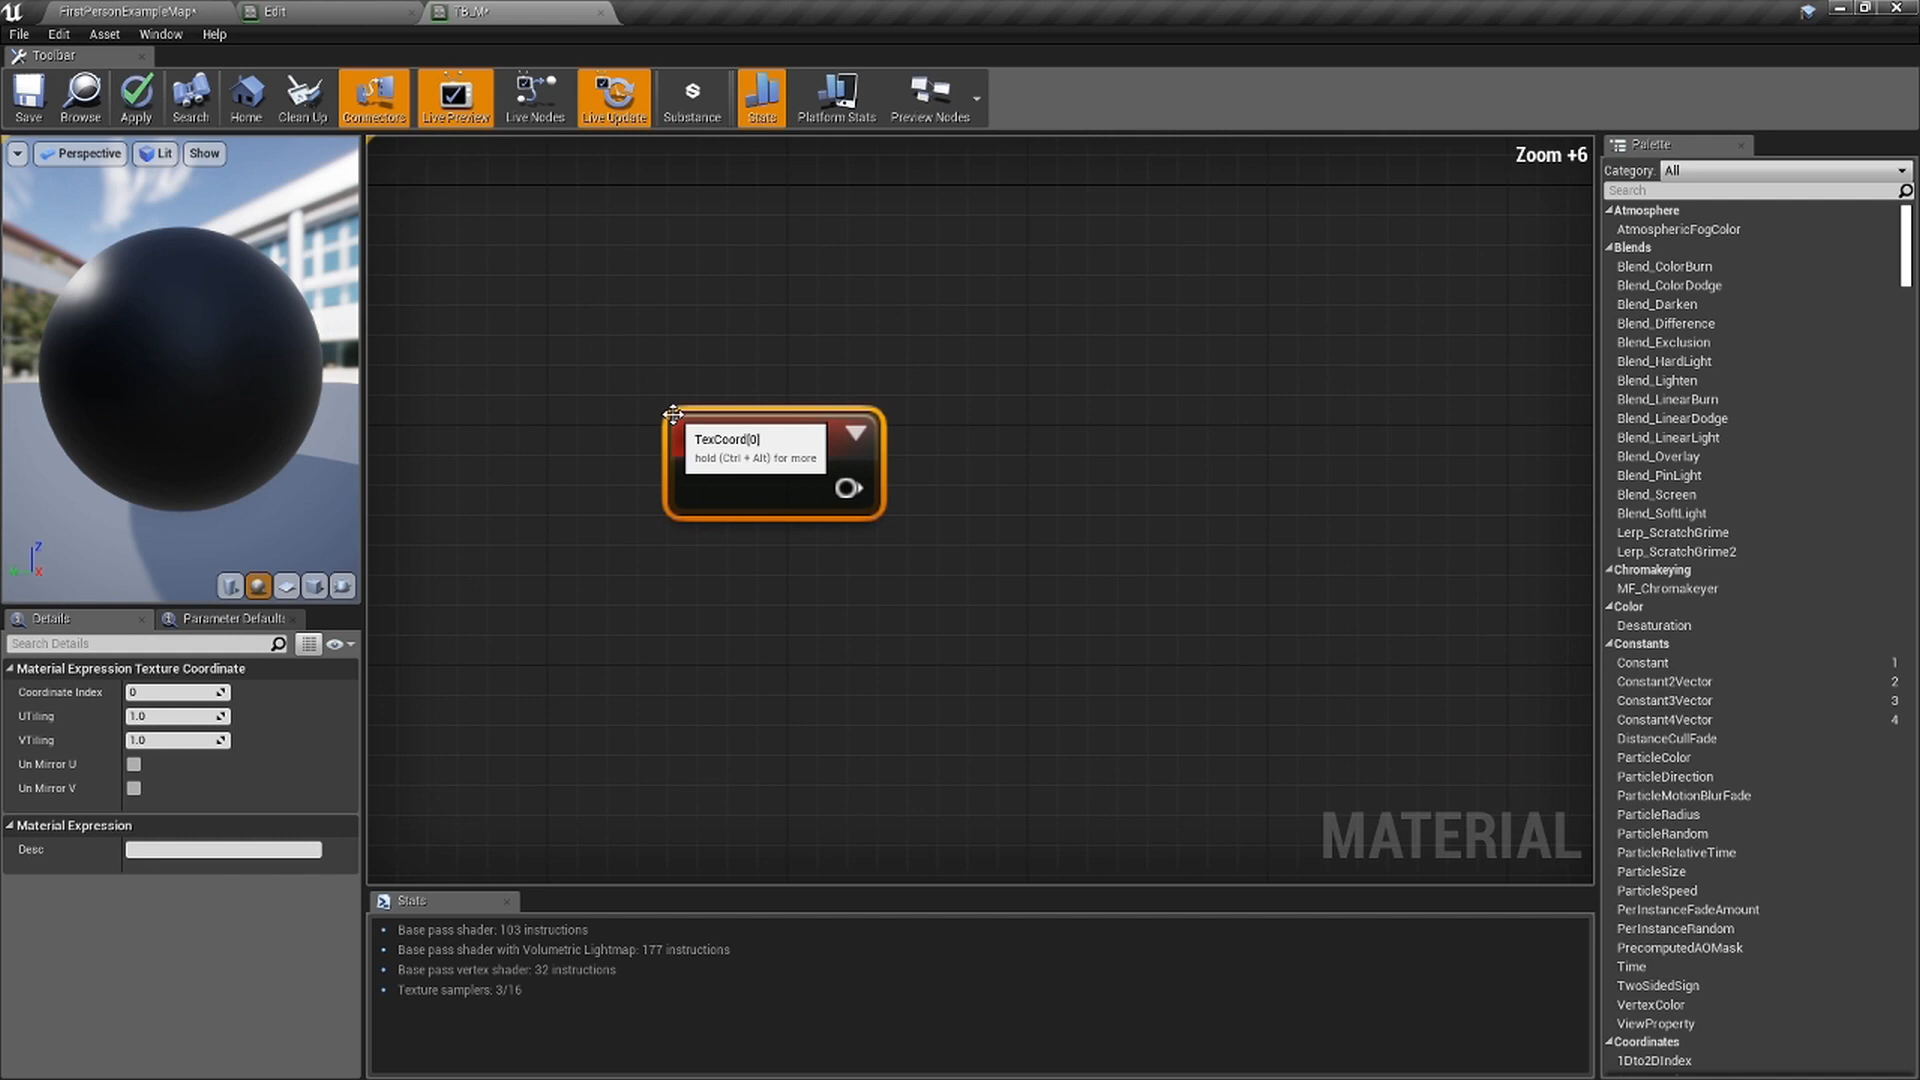 FirstPersonExampleMap*
Edit
TB_M*
File Edit Asset Window Help
Toolbar
Save Browse Apply Search Home Clean Up Connectors Live Preview Live Nodes Live Update Substance Stats Platform Stats Preview Nodes
Perspective Lit Show
Zoom +6
TexCoord[0]
hold (Ctrl + Alt) for more
MATERIAL
Z
X
Details
Parameter Defaults
Search Details
Material Expression Texture Coordinate
Coordinate Index 0
UTiling 1.0
VTiling 1.0
Un Mirror U
Un Mirror V
Material Expression
Desc
Stats
Base pass shader: 103 instructions
Base pass shader with Volumetric Lightmap: 177 instructions
Base pass vertex shader: 32 instructions
Texture samplers: 3/16
Palette
Category: All
Search
Atmosphere
AtmosphericFogColor
Blends
Blend_ColorBurn
Blend_ColorDodge
Blend_Darken
Blend_Difference
Blend_Exclusion
Blend_HardLight
Blend_Lighten
Blend_LinearBurn
Blend_LinearDodge
Blend_LinearLight
Blend_Overlay
Blend_PinLight
Blend_Screen
Blend_SoftLight
Lerp_ScratchGrime
Lerp_ScratchGrime2
Chromakeying
MF_Chromakeyer
Color
Desaturation
Constants
Constant 1
Constant2Vector 2
Constant3Vector 3
Constant4Vector 4
DistanceCullFade
ParticleColor
ParticleDirection
ParticleMotionBlurFade
ParticleRadius
ParticleRandom
ParticleRelativeTime
ParticleSize
ParticleSpeed
PerInstanceFadeAmount
PerInstanceRandom
PrecomputedAOMask
Time
TwoSidedSign
VertexColor
ViewProperty
Coordinates
1Dto2DIndex